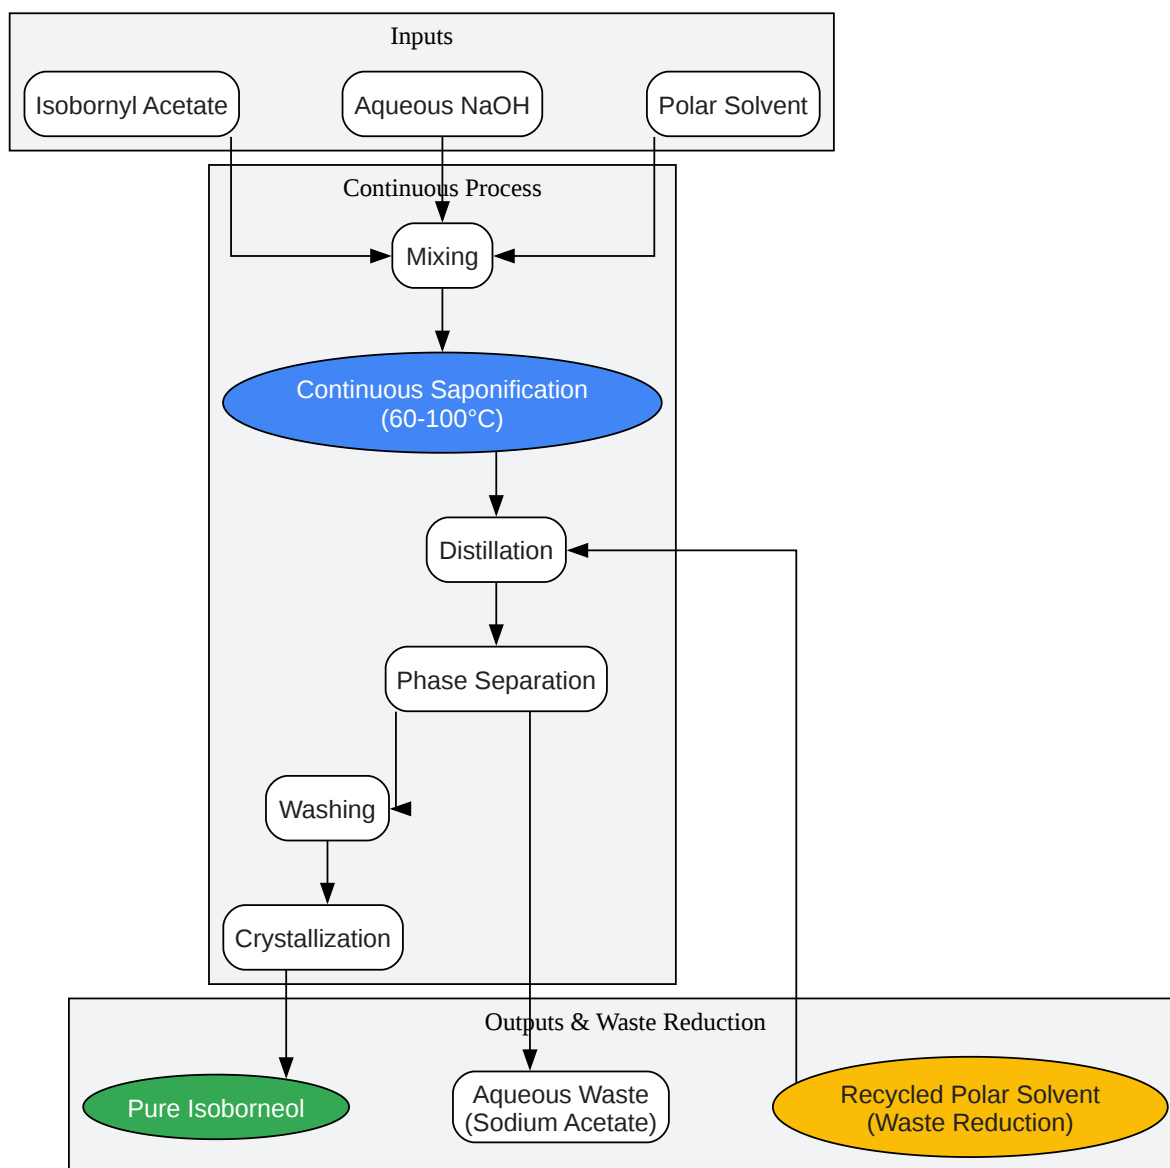 Inputs
Isobornyl Acetate
Aqueous NaOH
Polar Solvent
Continuous Process
Mixing
Continuous Saponification
(60-100°C)
Distillation
Phase Separation
Washing
Crystallization
Outputs & Waste Reduction
Pure Isoborneol
Aqueous Waste
(Sodium Acetate)
Recycled Polar Solvent
(Waste Reduction)